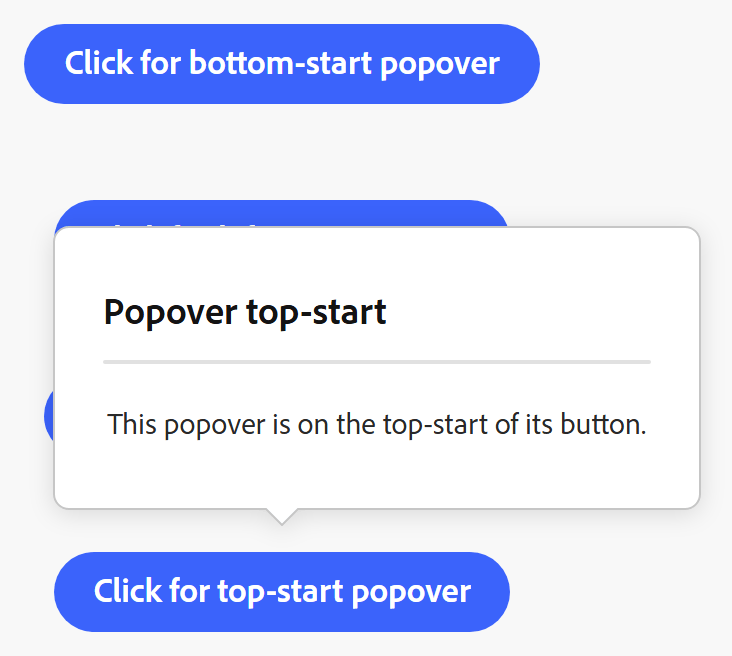 Click for bottom-start popover
Popover top-start
This popover is on the top-start of its button.
Click for top-start popover